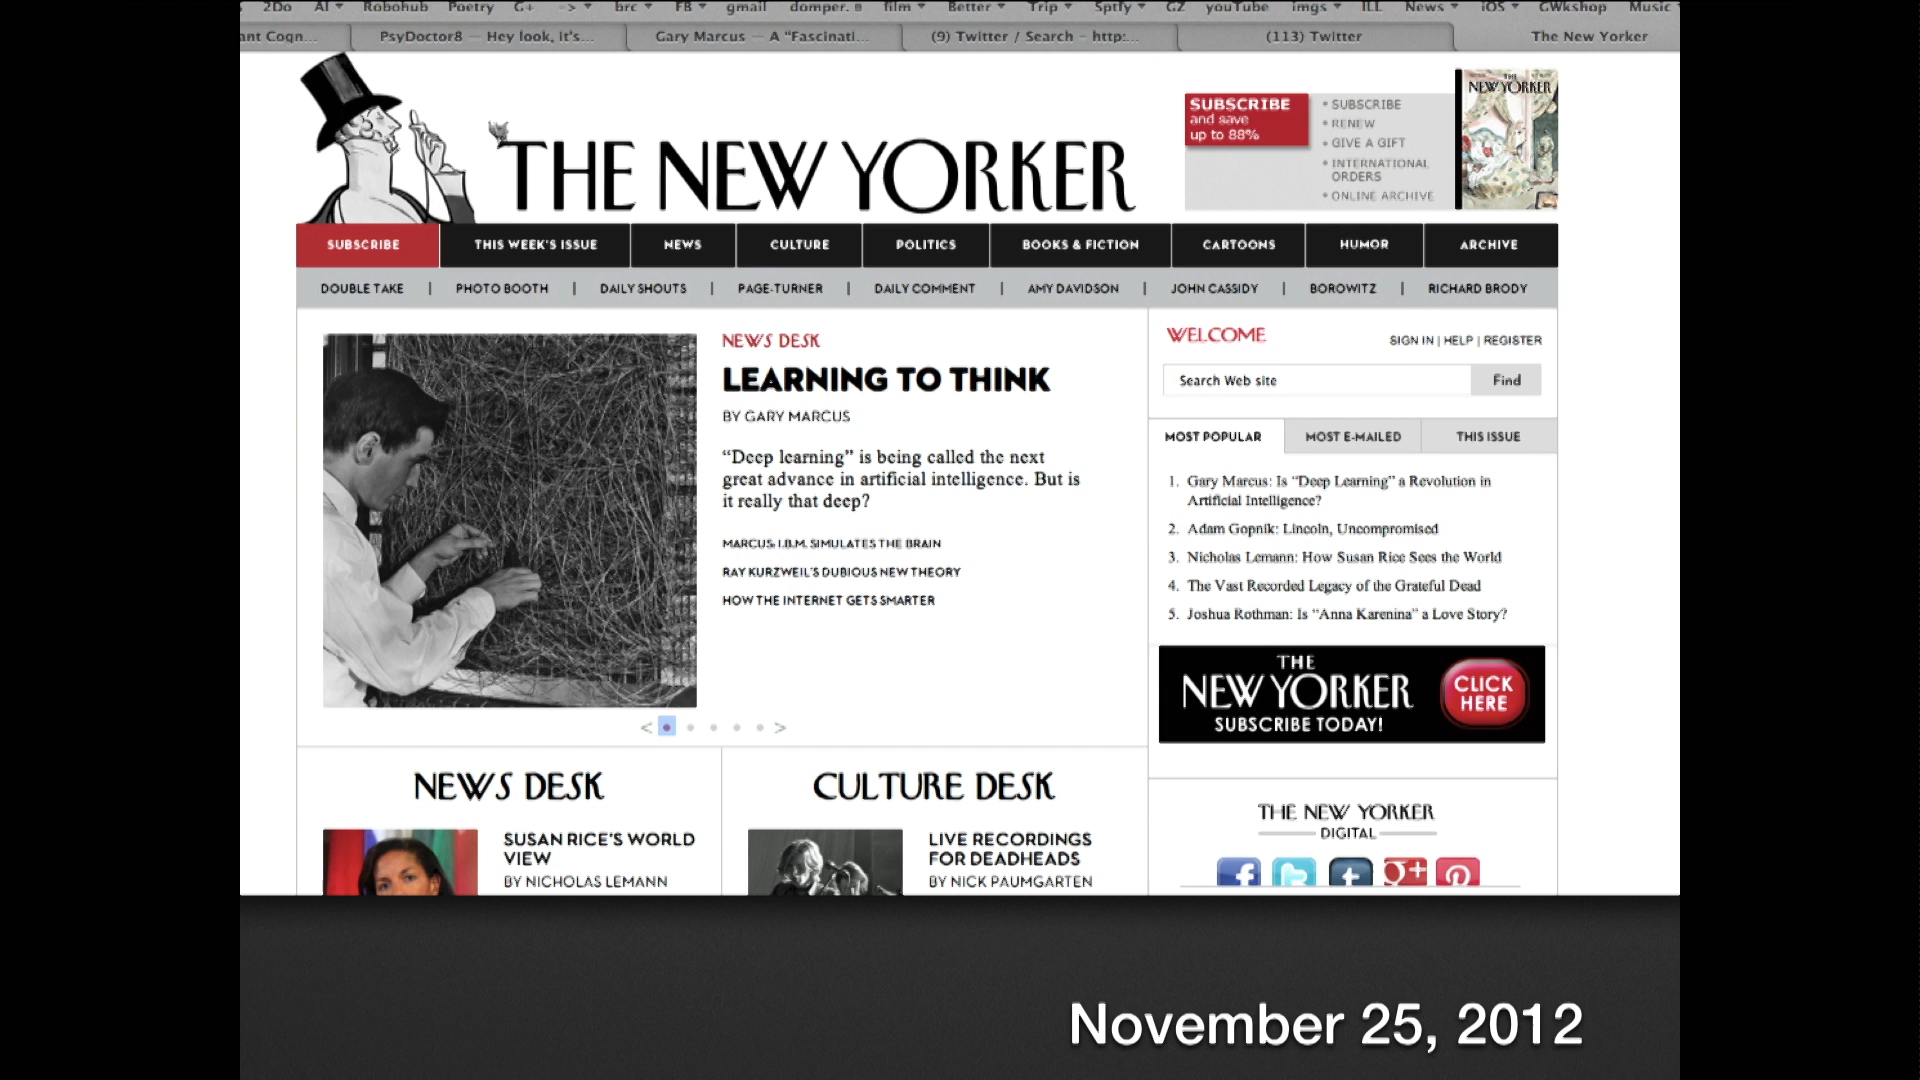 2Do AI Robohub Poetry G+ -> brc FB gmail domper. film Better Trip Sptfy GZ youTube imgs ILL News iOS GWkshop Music
ant Cogn... PsyDoctor8 — Hey look, it's... Gary Marcus — A "Fascinati... (9) Twitter / Search - http:... (113) Twitter The New Yorker
THE NEW YORKER
SUBSCRIBE
and save
up to 88%
• SUBSCRIBE
• RENEW
• GIVE A GIFT
• INTERNATIONAL
ORDERS
• ONLINE ARCHIVE
THE
NEW YORKER
SUBSCRIBE THIS WEEK'S ISSUE NEWS CULTURE POLITICS BOOKS & FICTION CARTOONS HUMOR ARCHIVE
DOUBLE TAKE | PHOTO BOOTH | DAILY SHOUTS | PAGE-TURNER | DAILY COMMENT | AMY DAVIDSON | JOHN CASSIDY | BOROWITZ | RICHARD BRODY
NEWS DESK
LEARNING TO THINK
BY GARY MARCUS
“Deep learning” is being called the next
great advance in artificial intelligence. But is
it really that deep?
MARCUS: I.B.M. SIMULATES THE BRAIN
RAY KURZWEIL'S DUBIOUS NEW THEORY
HOW THE INTERNET GETS SMARTER
< >
WELCOME
SIGN IN | HELP | REGISTER
Search Web site Find
MOST POPULAR MOST E-MAILED THIS ISSUE
1. Gary Marcus: Is “Deep Learning” a Revolution in
Artificial Intelligence?
2. Adam Gopnik: Lincoln, Uncompromised
3. Nicholas Lemann: How Susan Rice Sees the World
4. The Vast Recorded Legacy of the Grateful Dead
5. Joshua Rothman: Is “Anna Karenina” a Love Story?
THE
NEW YORKER
SUBSCRIBE TODAY!
CLICK
HERE
NEWS DESK
SUSAN RICE'S WORLD
VIEW
BY NICHOLAS LEMANN
CULTURE DESK
LIVE RECORDINGS
FOR DEADHEADS
BY NICK PAUMGARTEN
THE NEW YORKER
DIGITAL
f t t g+ p
November 25, 2012